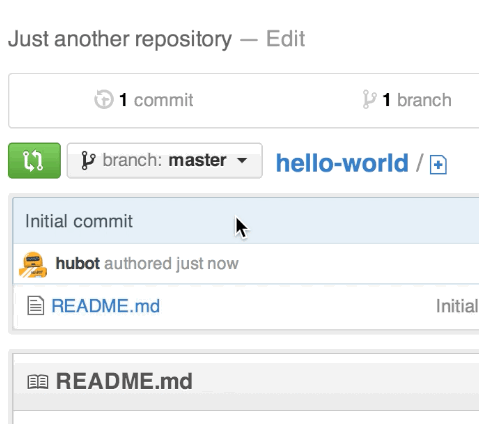 Just another repository — Edit
1 commit 1 branch
branch: master hello-world /
Initial commit
hubot authored just now
README.md Initial
README.md